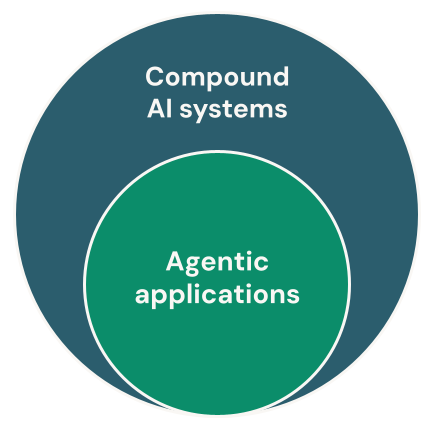 Compound
AI systems
Agentic
applications